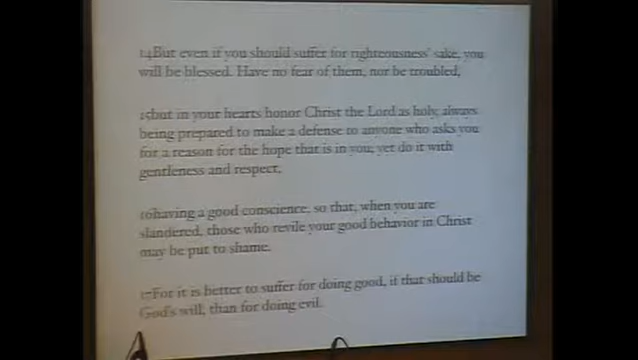 14But even if you should suffer for righteousness' sake, you
will be blessed. Have no fear of them, nor be troubled,
15but in your hearts honor Christ the Lord as holy, always
being prepared to make a defense to anyone who asks you
for a reason for the hope that is in you; yet do it with
gentleness and respect,
16having a good conscience, so that, when you are
slandered, those who revile your good behavior in Christ
may be put to shame.
17For it is better to suffer for doing good, if that should be
God's will, than for doing evil.